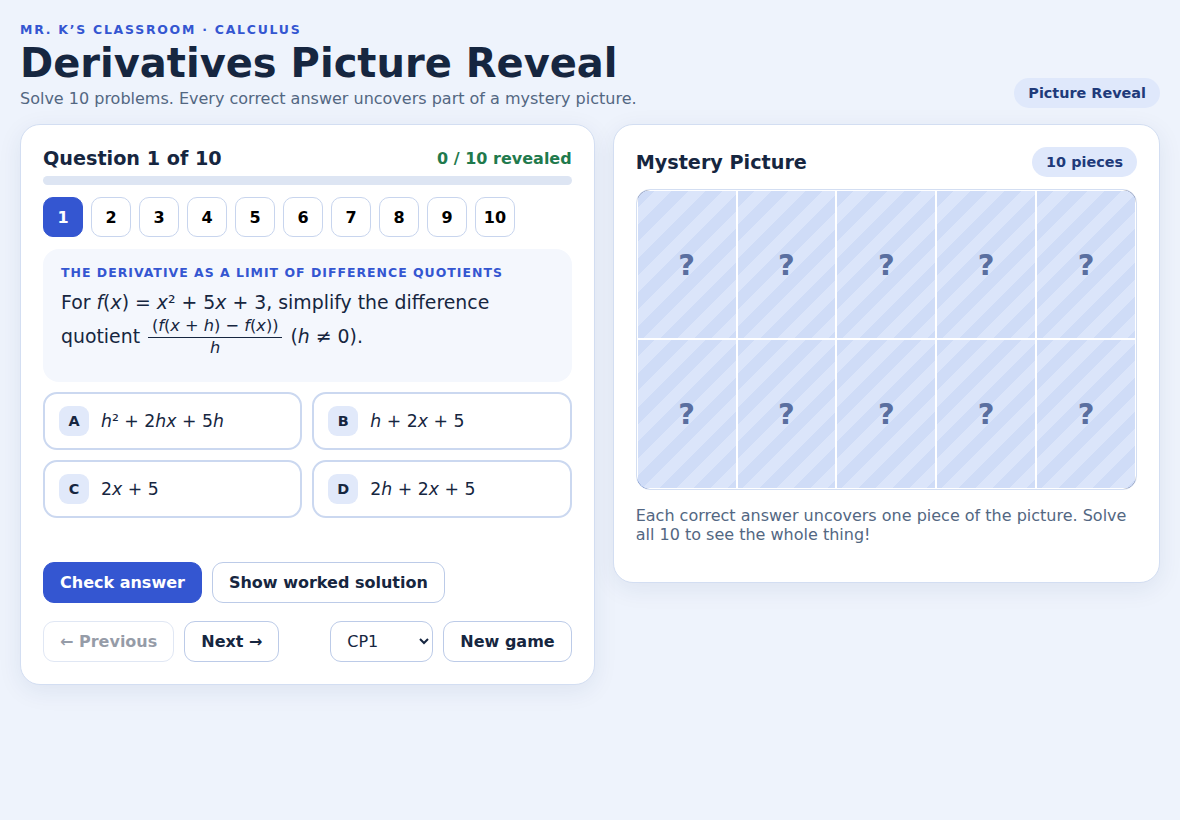 MR. K’S CLASSROOM · CALCULUS
Derivatives Picture Reveal
Solve 10 problems. Every correct answer uncovers part of a mystery picture.
Picture Reveal
Question 1 of 10
0 / 10 revealed
1 2 3 4 5 6 7 8 9 10
THE DERIVATIVE AS A LIMIT OF DIFFERENCE QUOTIENTS
For f(x) = x² + 5x + 3, simplify the difference
quotient (f(x + h) − f(x)) / h (h ≠ 0).
A h² + 2hx + 5h
B h + 2x + 5
C 2x + 5
D 2h + 2x + 5
Check answer
Show worked solution
← Previous
Next →
CP1
New game
Mystery Picture
10 pieces
? ? ? ? ?
? ? ? ? ?
Each correct answer uncovers one piece of the picture. Solve
all 10 to see the whole thing!